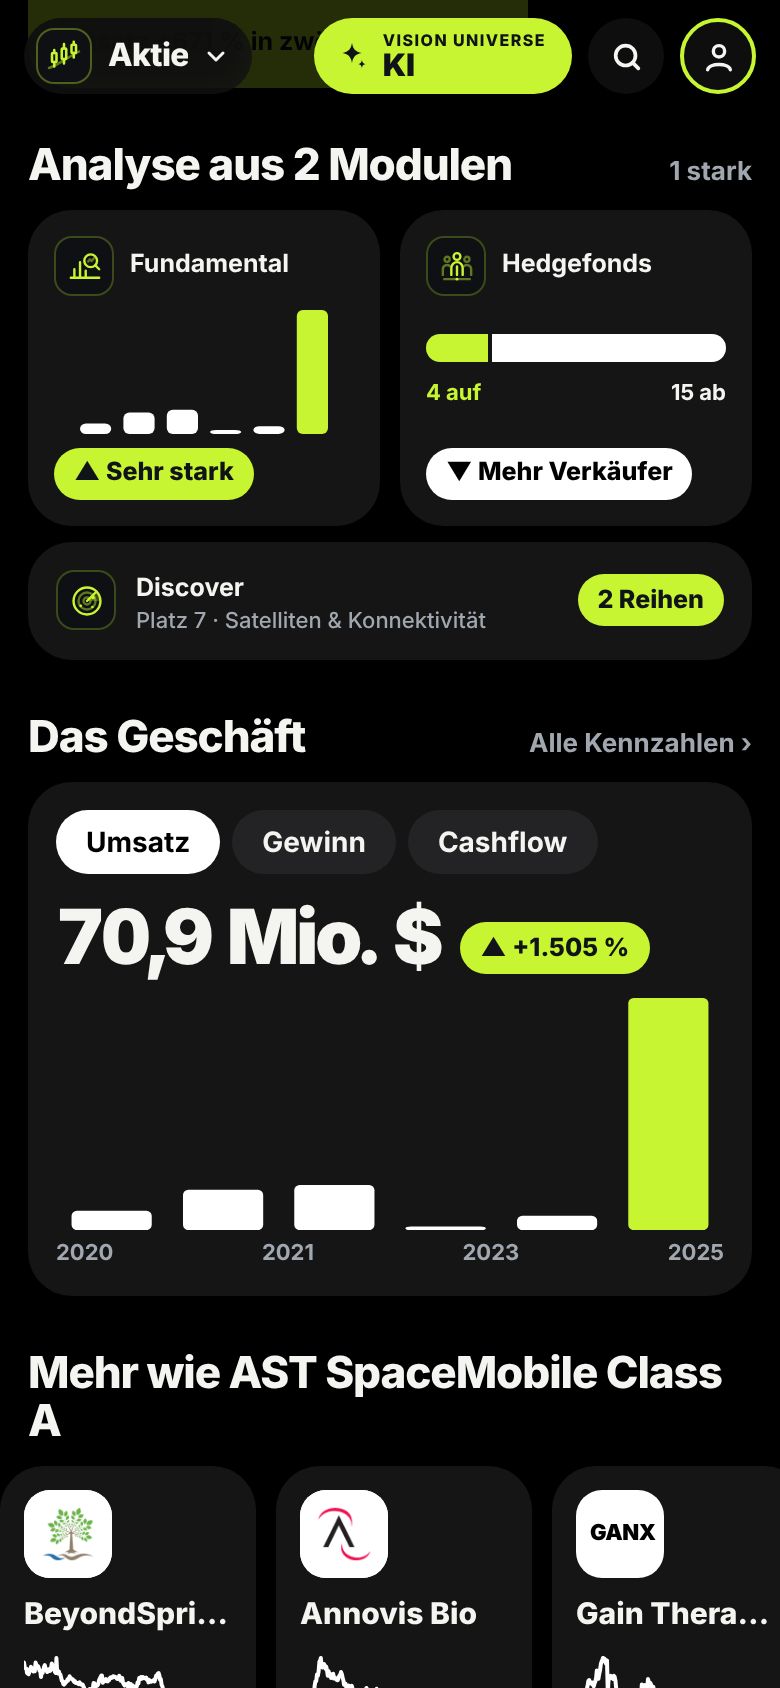 in zwi
Aktie
VISION UNIVERSE
KI
Analyse aus 2 Modulen
1 stark
Fundamental
Hedgefonds
4 auf
15 ab
▲ Sehr stark
▼ Mehr Verkäufer
Discover
Platz 7 · Satelliten & Konnektivität
2 Reihen
Das Geschäft
Alle Kennzahlen ›
Umsatz
Gewinn
Cashflow
70,9 Mio. $
▲ +1.505 %
2020
2021
2023
2025
Mehr wie AST SpaceMobile Class
A
GANX
BeyondSpri...
Annovis Bio
Gain Thera...